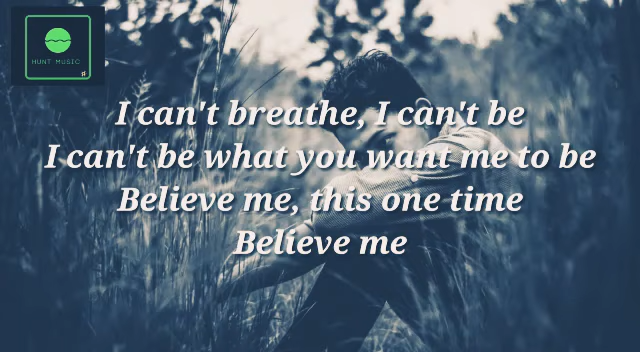 HUNT MUSIC
I can't breathe, I can't be
I can't be what you want me to be
Believe me, this one time
Believe me